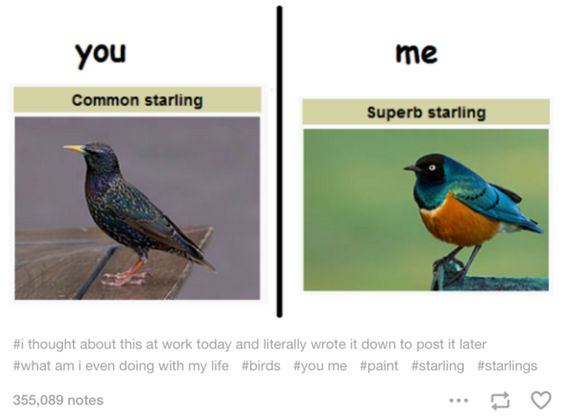 you
me
Common starling
Superb starling
#i thought about this at work today and literally wrote it down to post it later
#what am i even doing with my life #birds #you me #paint #starling #starlings
355,089 notes